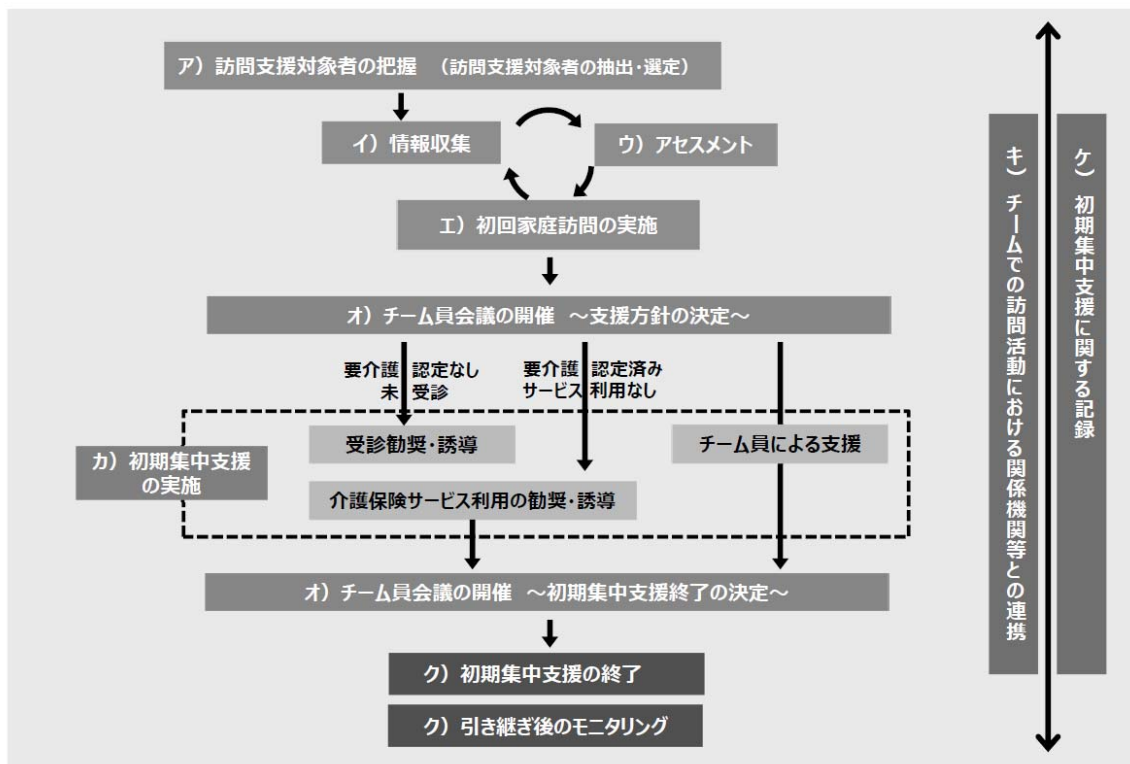 ア）訪問支援対象者の把握 （訪問支援対象者の抽出・選定）
イ）情報収集
ウ）アセスメント
エ）初回家庭訪問の実施
オ）チーム員会議の開催 ～支援方針の決定～
要介護 認定なし
未 受診
要介護 認定済み
サービス 利用なし
カ）初期集中支援
の実施
受診勧奨・誘導
チーム員による支援
介護保険サービス利用の勧奨・誘導
オ）チーム員会議の開催 ～初期集中支援終了の決定～
ク）初期集中支援の終了
ク）引き継ぎ後のモニタリング
ケ）初期集中支援に関する記録
キ）チームでの訪問活動における関係機関等との連携